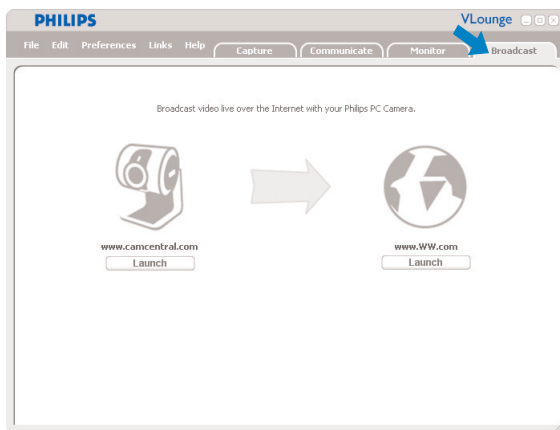 PHILIPS VLounge
File Edit Preferences Links Help Capture Communicate Monitor Broadcast
Broadcast video live over the Internet with your Philips PC Camera.
www.camcentral.com www.WW.com
Launch Launch